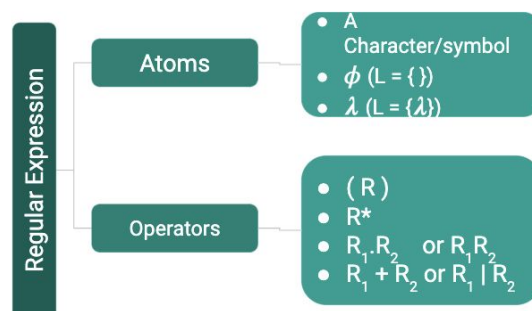 Regular Expression
Atoms
● A
Character/symbol
● ϕ (L = { })
● λ (L = {λ})
Operators
● ( R )
● R*
● R₁.R₂ or R₁R₂
● R₁ + R₂ or R₁ | R₂